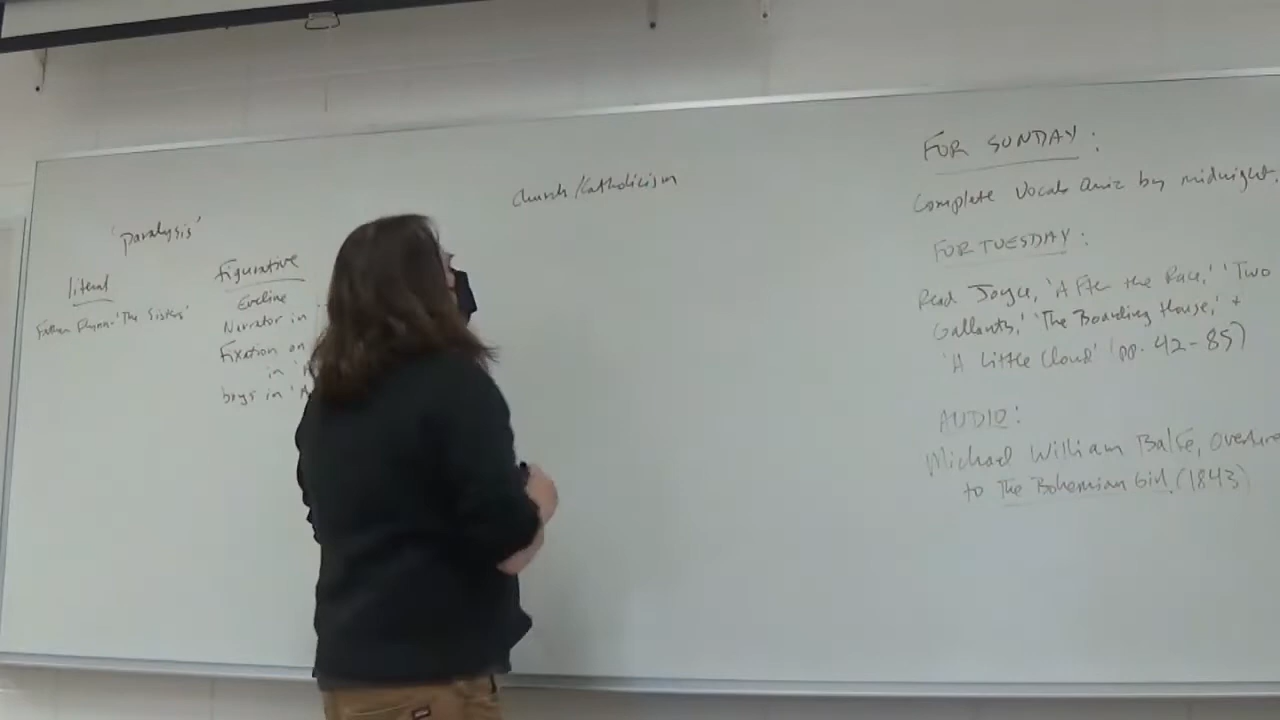 'paralysis'
literal
Father Flynn-'The Sisters'
Figurative
Eveline
Narrator in
Fixation on
in 'A
boys in 'A
Church/Catholicism
FOR SUNDAY:
Complete Vocab Quiz by midnight.
FOR TUESDAY:
Read Joyce, 'After the Race,' 'Two
Gallants,' 'The Boarding House,' +
'A Little Cloud' (pp. 42-85)
AUDIO:
Michael William Balfe, Overture
to The Bohemian Girl (1843)